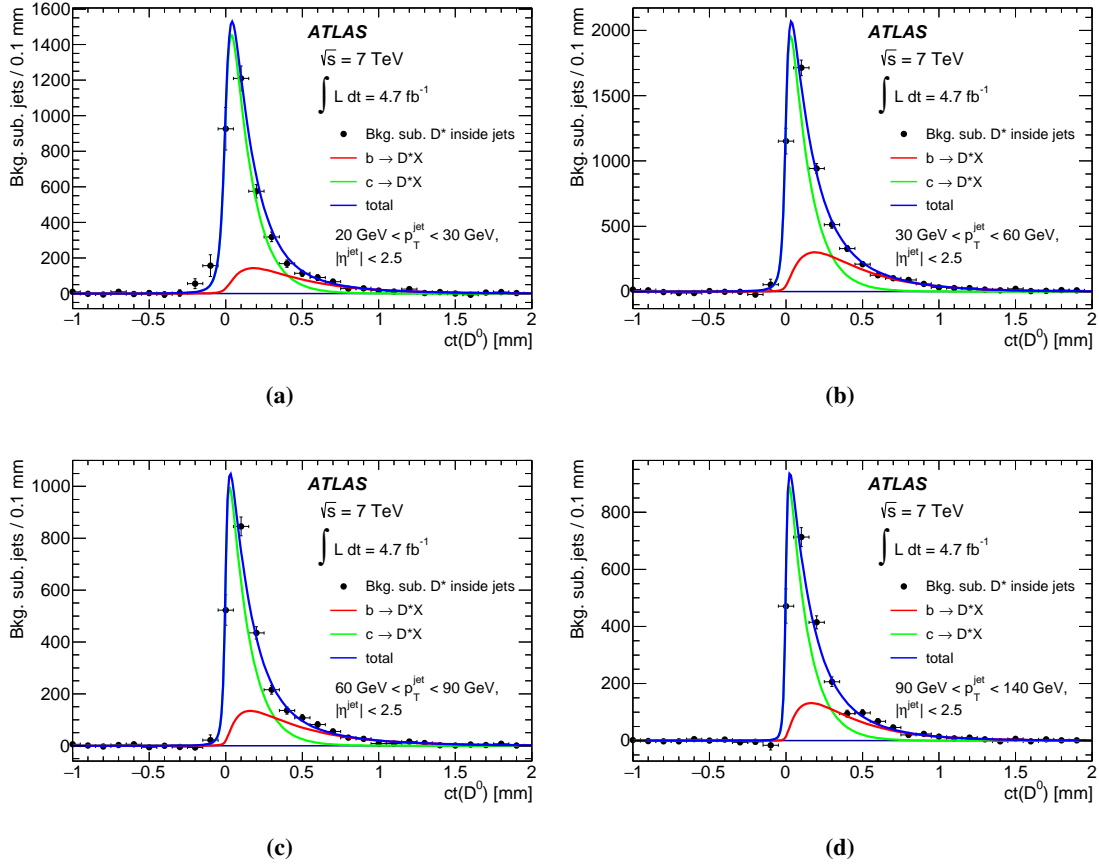 Bkg. sub. jets / 0.1 mm
1600
1400
1200
1000
800
600
400
200
0
ATLAS
√s = 7 TeV
∫ L dt = 4.7 fb⁻¹
Bkg. sub. D* inside jets
b → D*X
c → D*X
total
20 GeV < p_T^jet < 30 GeV,
|η^jet| < 2.5
−1 −0.5 0 0.5 1 1.5 2
ct(D⁰) [mm]
(a)
Bkg. sub. jets / 0.1 mm
2000
1500
1000
500
0
ATLAS
√s = 7 TeV
∫ L dt = 4.7 fb⁻¹
Bkg. sub. D* inside jets
b → D*X
c → D*X
total
30 GeV < p_T^jet < 60 GeV,
|η^jet| < 2.5
−1 −0.5 0 0.5 1 1.5 2
ct(D⁰) [mm]
(b)
Bkg. sub. jets / 0.1 mm
1000
800
600
400
200
0
ATLAS
√s = 7 TeV
∫ L dt = 4.7 fb⁻¹
Bkg. sub. D* inside jets
b → D*X
c → D*X
total
60 GeV < p_T^jet < 90 GeV,
|η^jet| < 2.5
−1 −0.5 0 0.5 1 1.5 2
ct(D⁰) [mm]
(c)
Bkg. sub. jets / 0.1 mm
800
600
400
200
0
ATLAS
√s = 7 TeV
∫ L dt = 4.7 fb⁻¹
Bkg. sub. D* inside jets
b → D*X
c → D*X
total
90 GeV < p_T^jet < 140 GeV,
|η^jet| < 2.5
−1 −0.5 0 0.5 1 1.5 2
ct(D⁰) [mm]
(d)